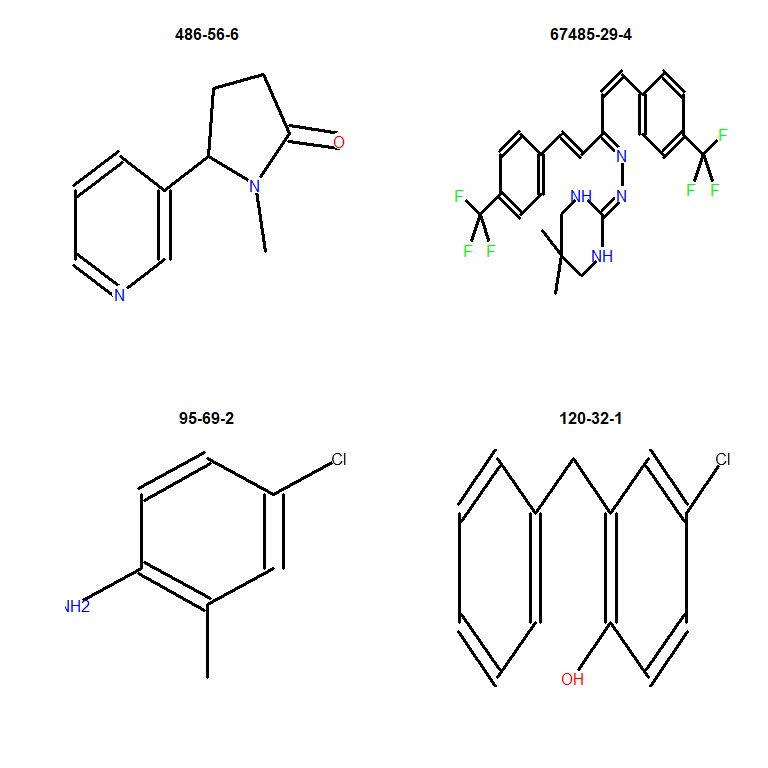 486-56-6
67485-29-4
O
N
N
F
F
F
N
NH
N
F
F
F
NH
95-69-2
120-32-1
Cl
Cl
NH2
OH